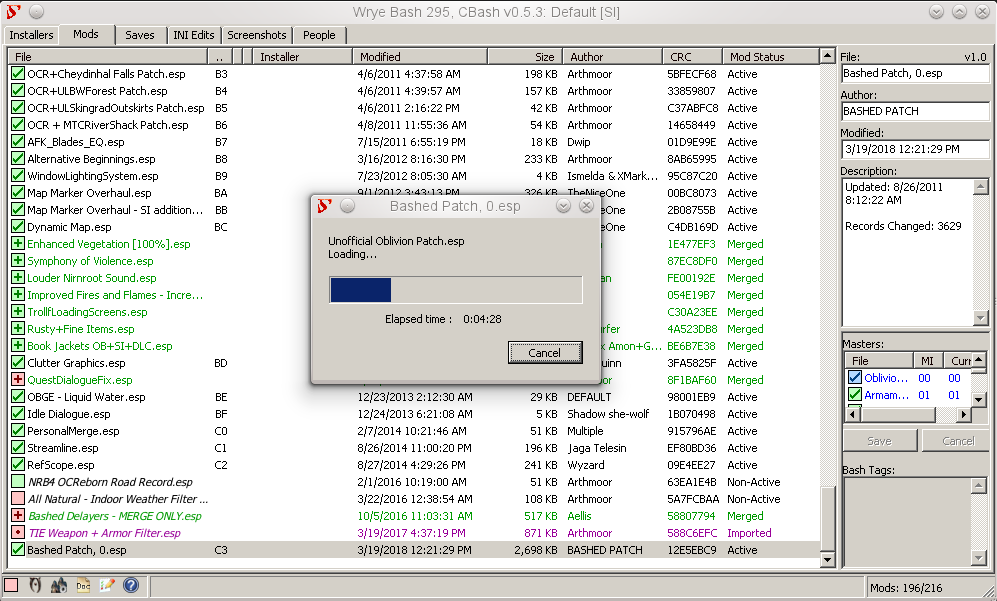 Wrye Bash 295, CBash v0.5.3: Default [SI]
Installers Mods Saves INI Edits Screenshots People
File .. Installer Modified Size Author CRC Mod Status
OCR+Cheydinhal Falls Patch.esp B3 4/6/2011 4:37:58 AM 198 KB Arthmoor 5BFECF68 Active
OCR+ULBWForest Patch.esp B4 4/6/2011 4:39:57 AM 157 KB Arthmoor 33859807 Active
OCR+ULSkingradOutskirts Patch.esp B5 4/6/2011 2:16:22 PM 42 KB Arthmoor C37ABFC8 Active
OCR + MTCRiverShack Patch.esp B6 4/8/2011 11:55:36 AM 54 KB Arthmoor 14658449 Active
AFK_Blades_EQ.esp B7 7/15/2011 6:55:19 PM 18 KB Dwip 01D9E99E Active
Alternative Beginnings.esp B8 3/16/2012 8:16:30 PM 233 KB Arthmoor 8AB65995 Active
WindowLightingSystem.esp B9 7/23/2012 8:05:30 AM 4 KB Ismelda & XMark... 95C87C20 Active
Map Marker Overhaul.esp BA 9/1/2012 3:43:13 PM 326 KB TheNiceOne 00BC8073 Active
Map Marker Overhaul - SI addition... BB ceOne 2B08755B Active
Dynamic Map.esp BC ceOne C4DB169D Active
Enhanced Vegetation [100%].esp 1E477EF3 Merged
Symphony of Violence.esp 87EC8DF0 Merged
Louder Nirnroot Sound.esp an FE00192E Merged
Improved Fires and Flames - Incre... 054E19B7 Merged
TrollfLoadingScreens.esp C30A23EE Merged
Rusty+Fine Items.esp urfer 4A523DB8 Merged
Book Jackets OB+SI+DLC.esp k Amon+G... BE6B7E38 Merged
Clutter Graphics.esp BD uinn 3FA5825F Active
QuestDialogueFix.esp oor 8F1BAF60 Merged
OBGE - Liquid Water.esp BE 12/23/2013 2:12:30 AM 29 KB DEFAULT 98001EB9 Active
Idle Dialogue.esp BF 12/24/2013 6:21:08 AM 5 KB Shadow she-wolf 1B070498 Active
PersonalMerge.esp C0 2/7/2014 10:21:46 AM 51 KB Multiple 915796AE Active
Streamline.esp C1 8/26/2014 11:00:20 PM 196 KB Jaga Telesin EF80BD36 Active
RefScope.esp C2 8/27/2014 4:29:26 PM 241 KB Wyzard 09E4EE27 Active
NRB4 OCReborn Road Record.esp 2/1/2016 10:19:00 AM 51 KB Arthmoor 63EA1E4B Non-Active
All Natural - Indoor Weather Filter ... 3/22/2016 12:38:54 AM 108 KB Arthmoor 5A7FCBAA Non-Active
Bashed Delayers - MERGE ONLY.esp 10/5/2016 11:03:31 AM 517 KB Aellis 58807794 Merged
TIE Weapon + Armor Filter.esp 3/19/2017 4:37:19 PM 871 KB Arthmoor 588C6EFC Imported
Bashed Patch, 0.esp C3 3/19/2018 12:21:29 PM 2,698 KB BASHED PATCH 12E5EBC9 Active
Bashed Patch, 0.esp
Unofficial Oblivion Patch.esp
Loading...
Elapsed time : 0:04:28
Cancel
File: v1.0
Bashed Patch, 0.esp
Author:
BASHED PATCH
Modified:
3/19/2018 12:21:29 PM
Description:
Updated: 8/26/2011
8:12:22 AM
Records Changed: 3629
Masters:
File MI Curr
Oblivio... 00 00
Armam... 01 01
Save Cancel
Bash Tags:
Doc
Mods: 196/216